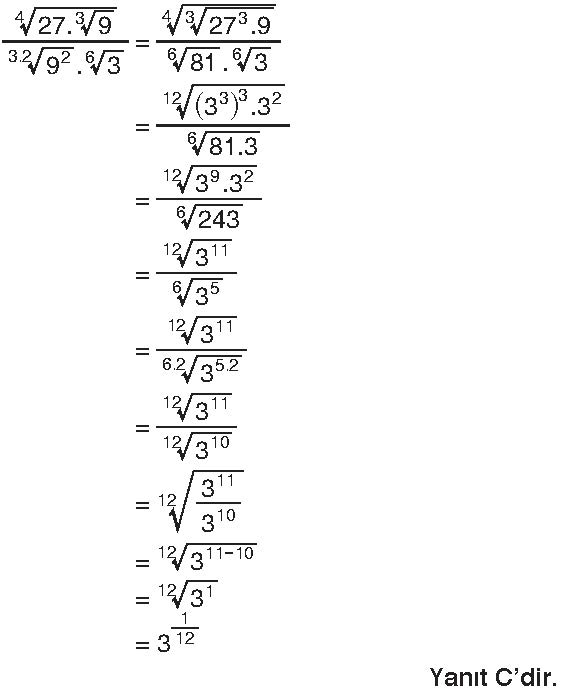 ⁴√(27.³√9) / (³·²√(9²) . ⁶√3) = ⁴√(³√(27³.9)) / (⁶√81 . ⁶√3)
= ¹²√((3³)³.3²) / ⁶√(81.3)
= ¹²√(3⁹.3²) / ⁶√243
= ¹²√(3¹¹) / ⁶√(3⁵)
= ¹²√(3¹¹) / ⁶·²√(3⁵·²)
= ¹²√(3¹¹) / ¹²√(3¹⁰)
= ¹²√(3¹¹ / 3¹⁰)
= ¹²√(3¹¹⁻¹⁰)
= ¹²√(3¹)
= 3^(1/12)
Yanıt C’dir.